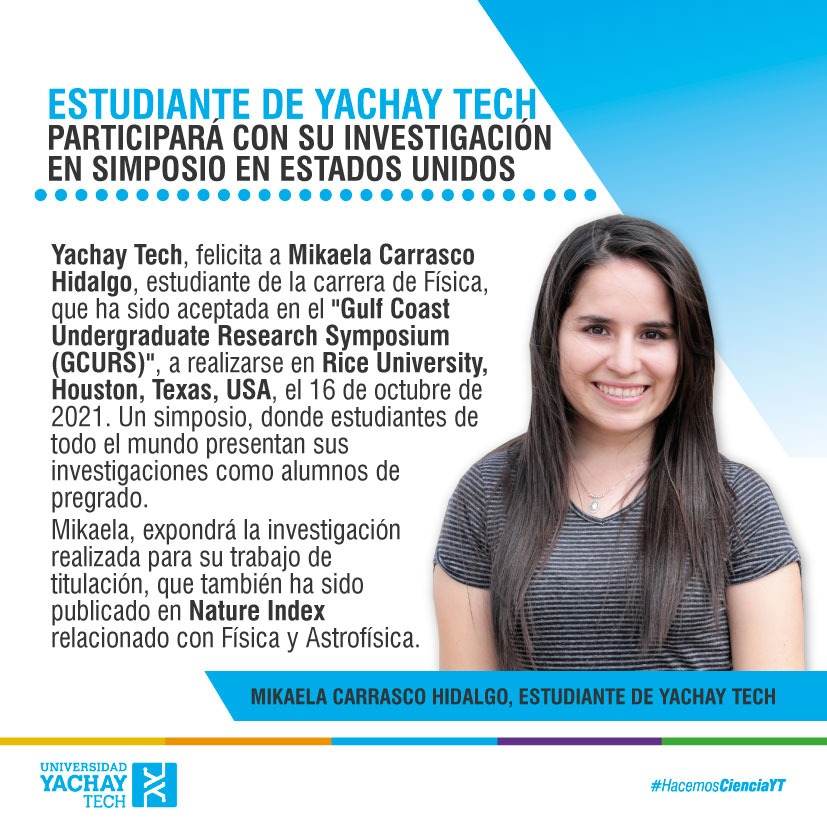 ESTUDIANTE DE YACHAY TECH
PARTICIPARÁ CON SU INVESTIGACIÓN
EN SIMPOSIO EN ESTADOS UNIDOS
Yachay Tech, felicita a Mikaela Carrasco
Hidalgo, estudiante de la carrera de Física,
que ha sido aceptada en el "Gulf Coast
Undergraduate Research Symposium
(GCURS)", a realizarse en Rice University,
Houston, Texas, USA, el 16 de octubre de
2021. Un simposio, donde estudiantes de
todo el mundo presentan sus
investigaciones como alumnos de
pregrado.
Mikaela, expondrá la investigación
realizada para su trabajo de
titulación, que también ha sido
publicado en Nature Index
relacionado con Física y Astrofísica.
MIKAELA CARRASCO HIDALGO, ESTUDIANTE DE YACHAY TECH
UNIVERSIDAD
YACHAY
TECH
#HacemosCienciaYT